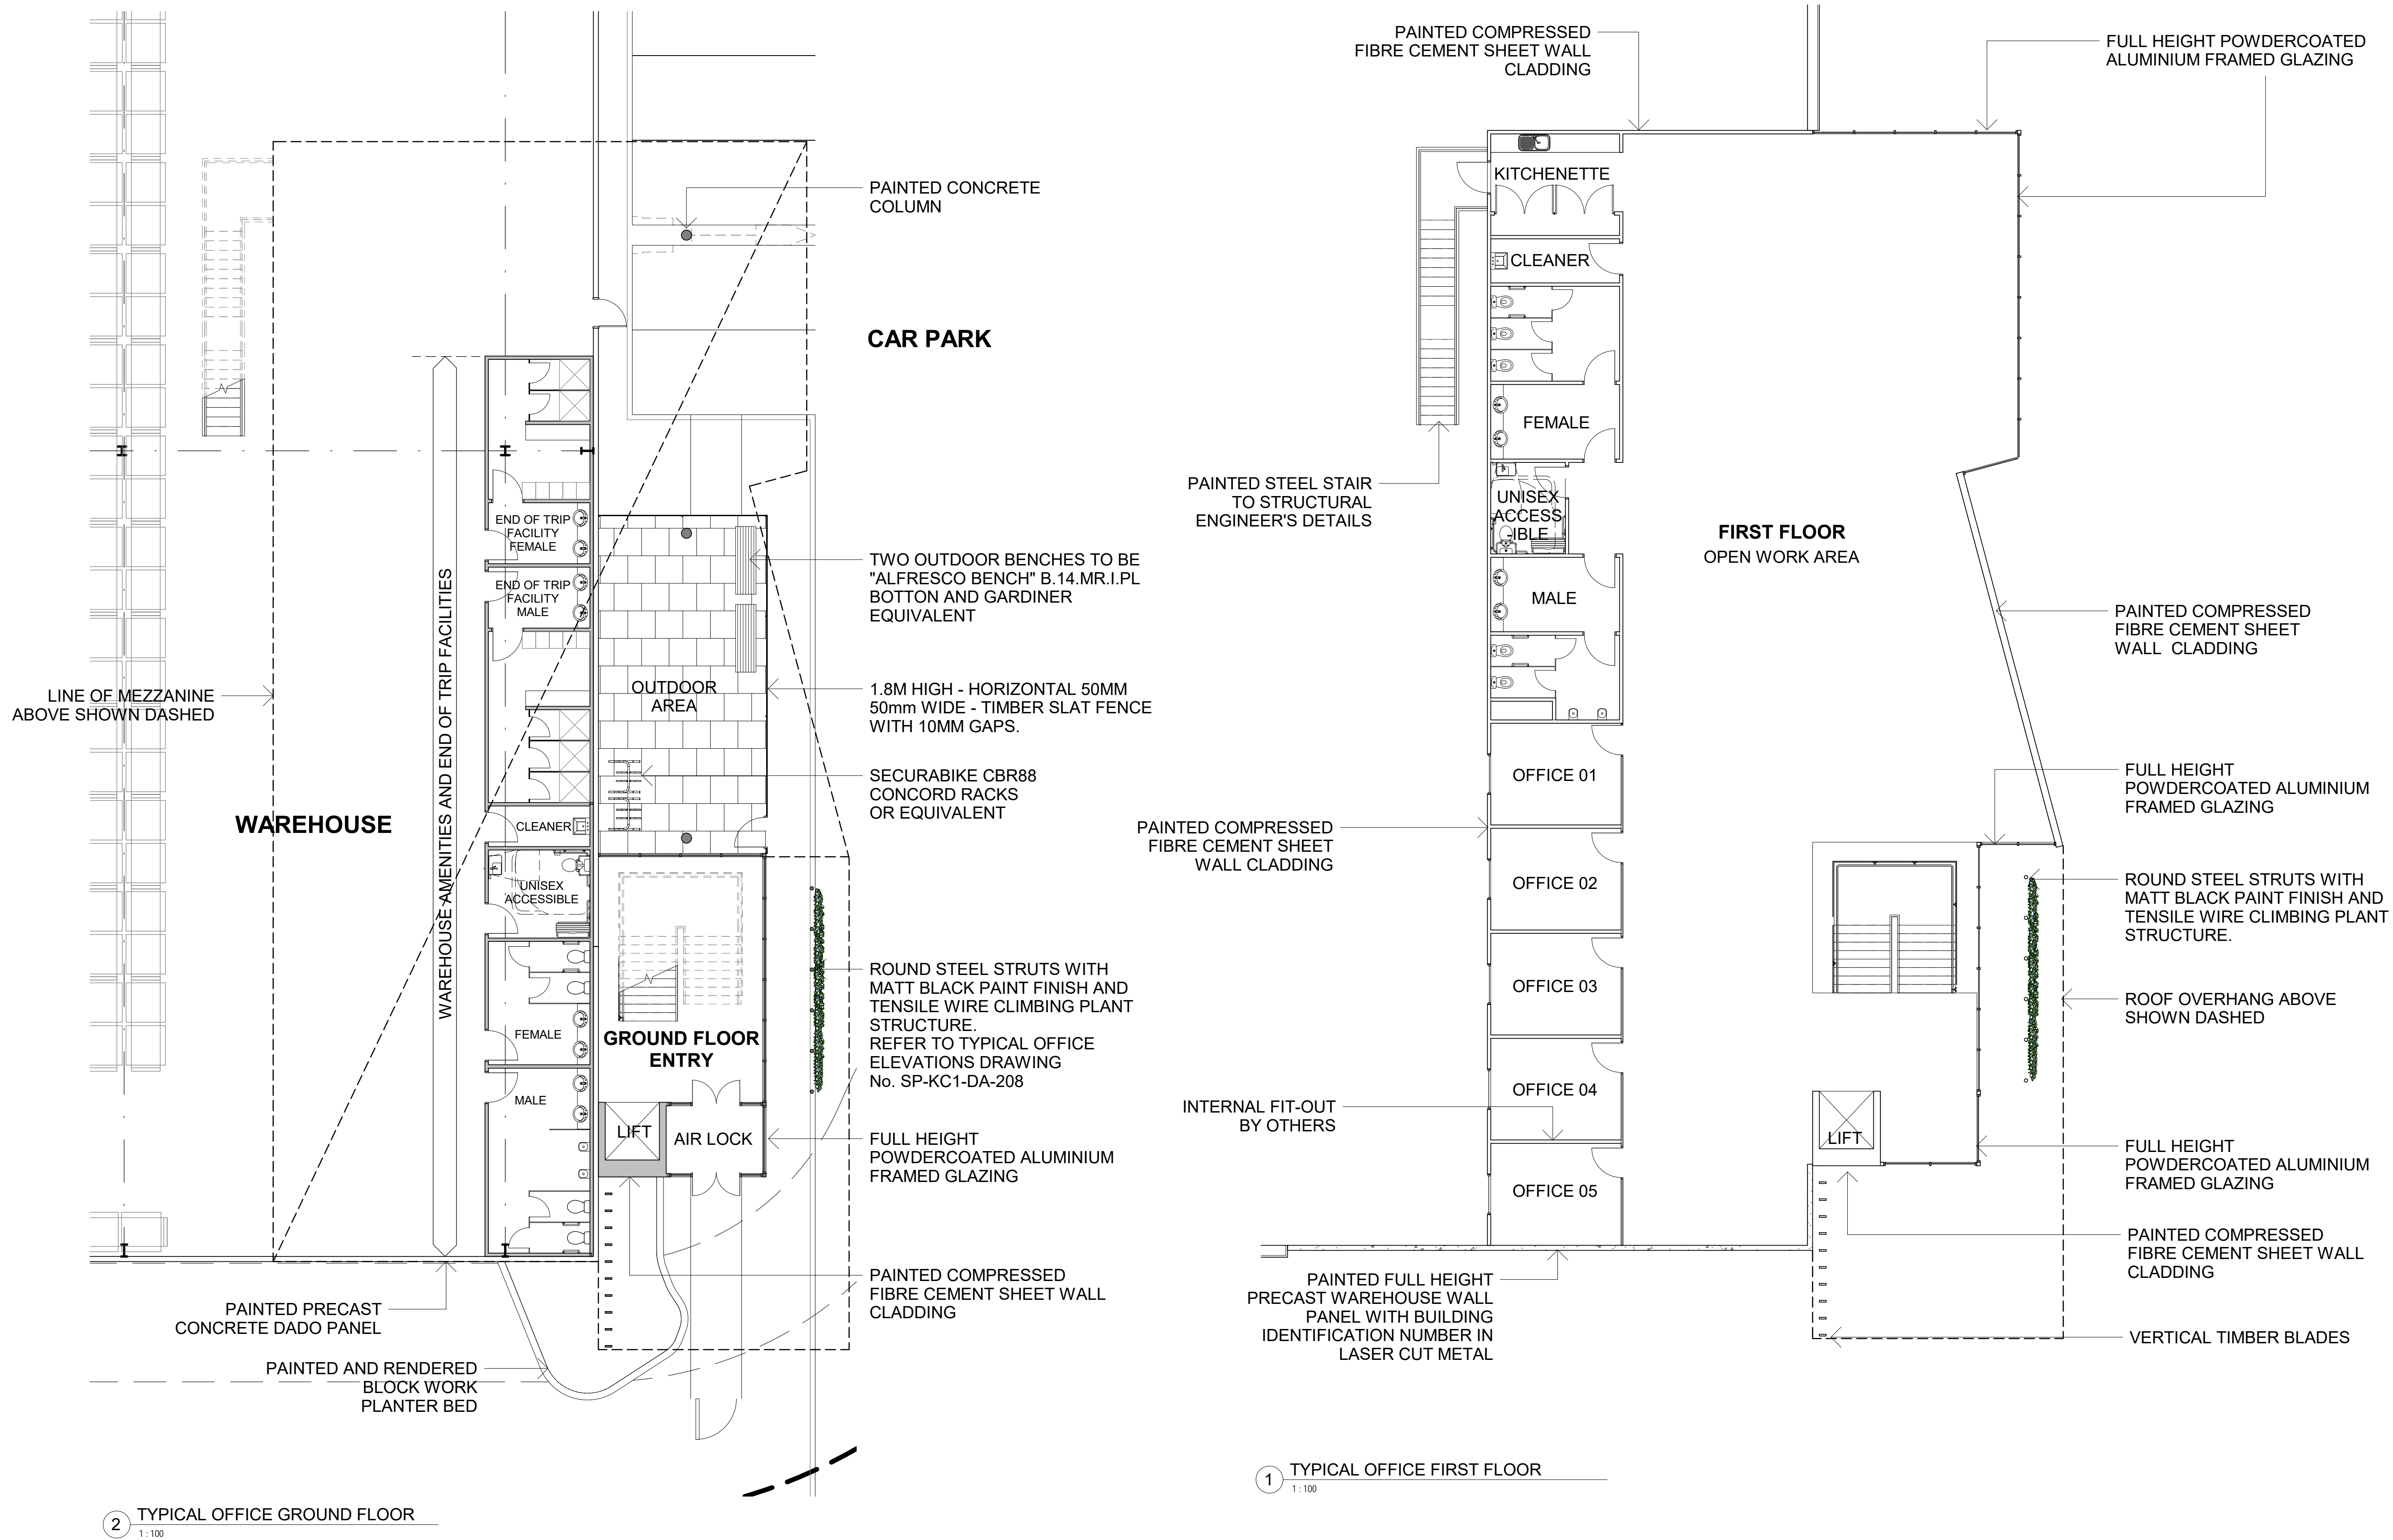 PAINTED CONCRETE
COLUMN
CAR PARK
END OF TRIP
FACILITY
FEMALE
END OF TRIP
FACILITY
MALE
TWO OUTDOOR BENCHES TO BE
"ALFRESCO BENCH" B.14.MR.I.PL
BOTTON AND GARDINER
EQUIVALENT
LINE OF MEZZANINE
ABOVE SHOWN DASHED
WAREHOUSE AMENITIES AND END OF TRIP FACILITIES
OUTDOOR
AREA
1.8M HIGH - HORIZONTAL 50MM
50mm WIDE - TIMBER SLAT FENCE
WITH 10MM GAPS.
SECURABIKE CBR88
CONCORD RACKS
OR EQUIVALENT
WAREHOUSE
CLEANER
UNISEX
ACCESSIBLE
FEMALE
MALE
GROUND FLOOR
ENTRY
ROUND STEEL STRUTS WITH
MATT BLACK PAINT FINISH AND
TENSILE WIRE CLIMBING PLANT
STRUCTURE.
REFER TO TYPICAL OFFICE
ELEVATIONS DRAWING
No. SP-KC1-DA-208
LIFT
AIR LOCK
FULL HEIGHT
POWDERCOATED ALUMINIUM
FRAMED GLAZING
PAINTED COMPRESSED
FIBRE CEMENT SHEET WALL
CLADDING
PAINTED PRECAST
CONCRETE DADO PANEL
PAINTED AND RENDERED
BLOCK WORK
PLANTER BED
2
TYPICAL OFFICE GROUND FLOOR
1 : 100
PAINTED COMPRESSED
FIBRE CEMENT SHEET WALL
CLADDING
FULL HEIGHT POWDERCOATED
ALUMINIUM FRAMED GLAZING
KITCHENETTE
CLEANER
FEMALE
PAINTED STEEL STAIR
TO STRUCTURAL
ENGINEER'S DETAILS
UNISEX
ACCESS
-IBLE
FIRST FLOOR
OPEN WORK AREA
MALE
PAINTED COMPRESSED
FIBRE CEMENT SHEET
WALL CLADDING
OFFICE 01
FULL HEIGHT
POWDERCOATED ALUMINIUM
FRAMED GLAZING
PAINTED COMPRESSED
FIBRE CEMENT SHEET
WALL CLADDING
OFFICE 02
ROUND STEEL STRUTS WITH
MATT BLACK PAINT FINISH AND
TENSILE WIRE CLIMBING PLANT
STRUCTURE.
OFFICE 03
ROOF OVERHANG ABOVE
SHOWN DASHED
OFFICE 04
INTERNAL FIT-OUT
BY OTHERS
LIFT
FULL HEIGHT
POWDERCOATED ALUMINIUM
FRAMED GLAZING
OFFICE 05
PAINTED COMPRESSED
FIBRE CEMENT SHEET WALL
CLADDING
PAINTED FULL HEIGHT
PRECAST WAREHOUSE WALL
PANEL WITH BUILDING
IDENTIFICATION NUMBER IN
LASER CUT METAL
VERTICAL TIMBER BLADES
1
TYPICAL OFFICE FIRST FLOOR
1 : 100